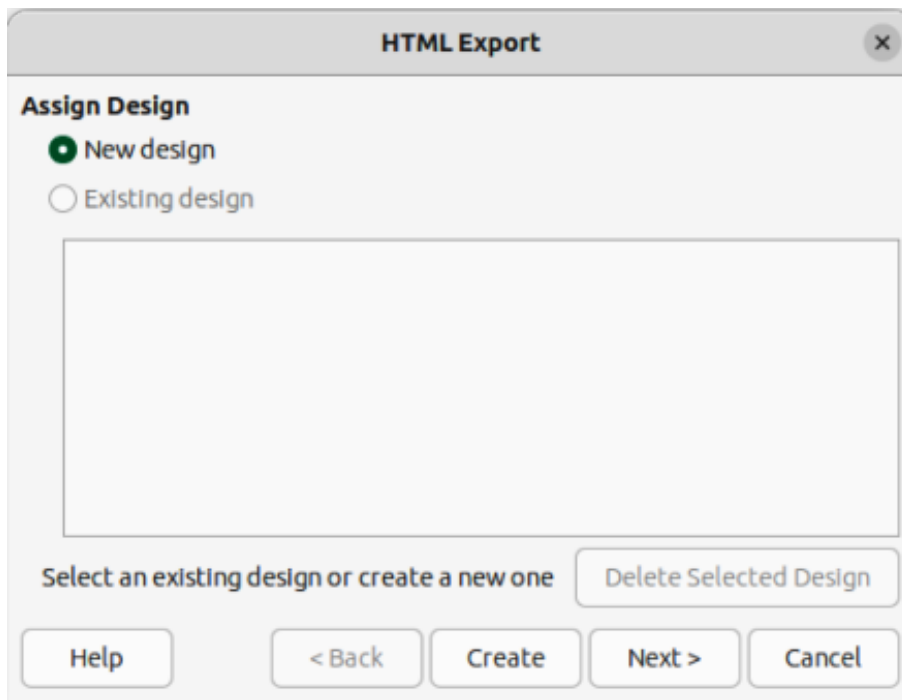 HTML Export
Assign Design
New design
Existing design
Select an existing design or create a new one
Delete Selected Design
Help
< Back
Create
Next >
Cancel